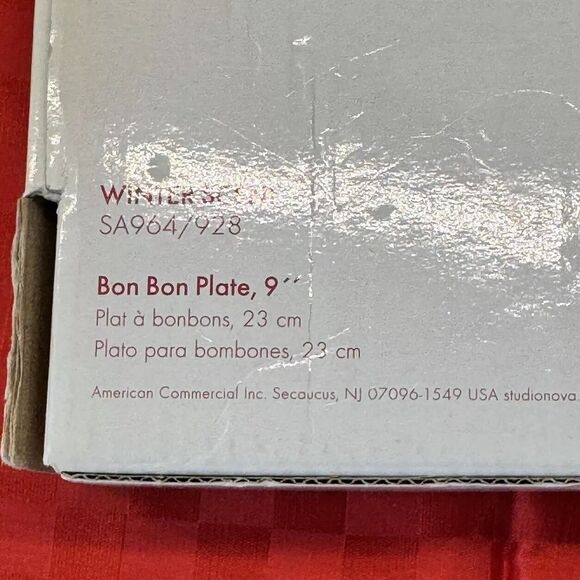 WINTER
SA964/928
Bon Bon Plate, 9´´
Plat à bonbons, 23 cm
Plato para bombones, 23 cm
American Commercial Inc. Secaucus, NJ 07096-1549 USA studionova.